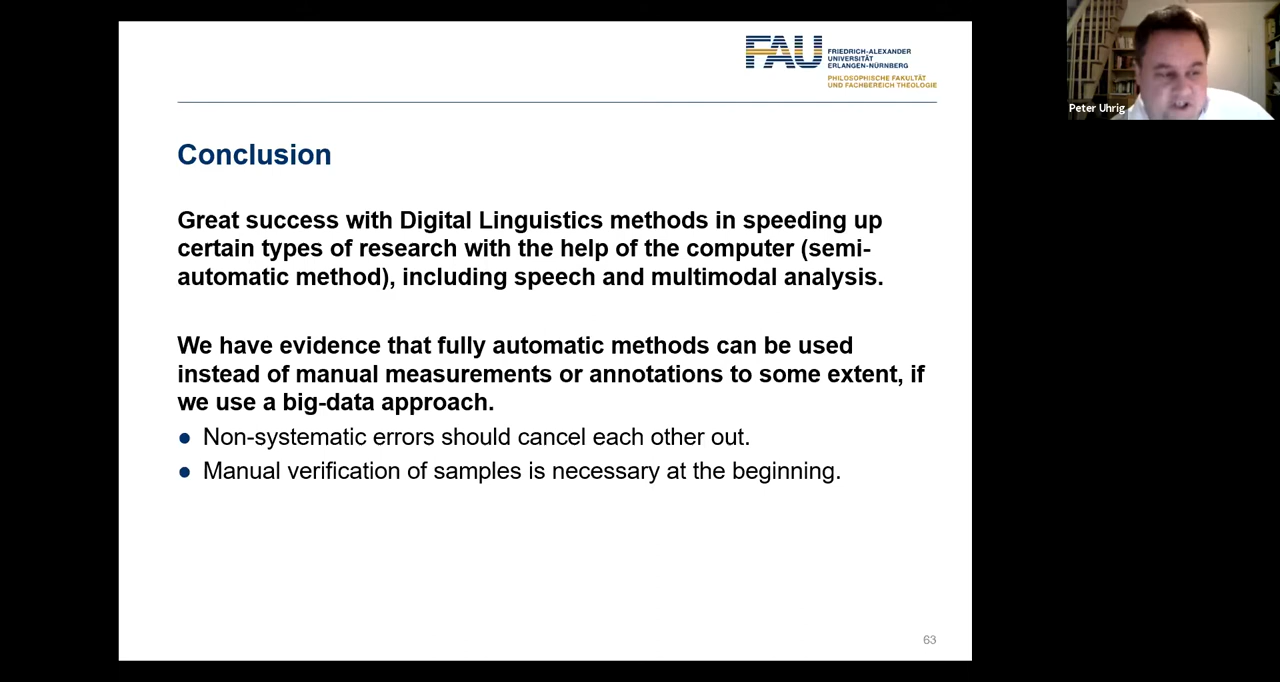 FAU
FRIEDRICH-ALEXANDER
UNIVERSITÄT
ERLANGEN-NÜRNBERG
PHILOSOPHISCHE FAKULTÄT
UND FACHBEREICH THEOLOGIE
Peter Uhrig
Conclusion
Great success with Digital Linguistics methods in speeding up
certain types of research with the help of the computer (semi-
automatic method), including speech and multimodal analysis.
We have evidence that fully automatic methods can be used
instead of manual measurements or annotations to some extent, if
we use a big-data approach.
● Non-systematic errors should cancel each other out.
● Manual verification of samples is necessary at the beginning.
63